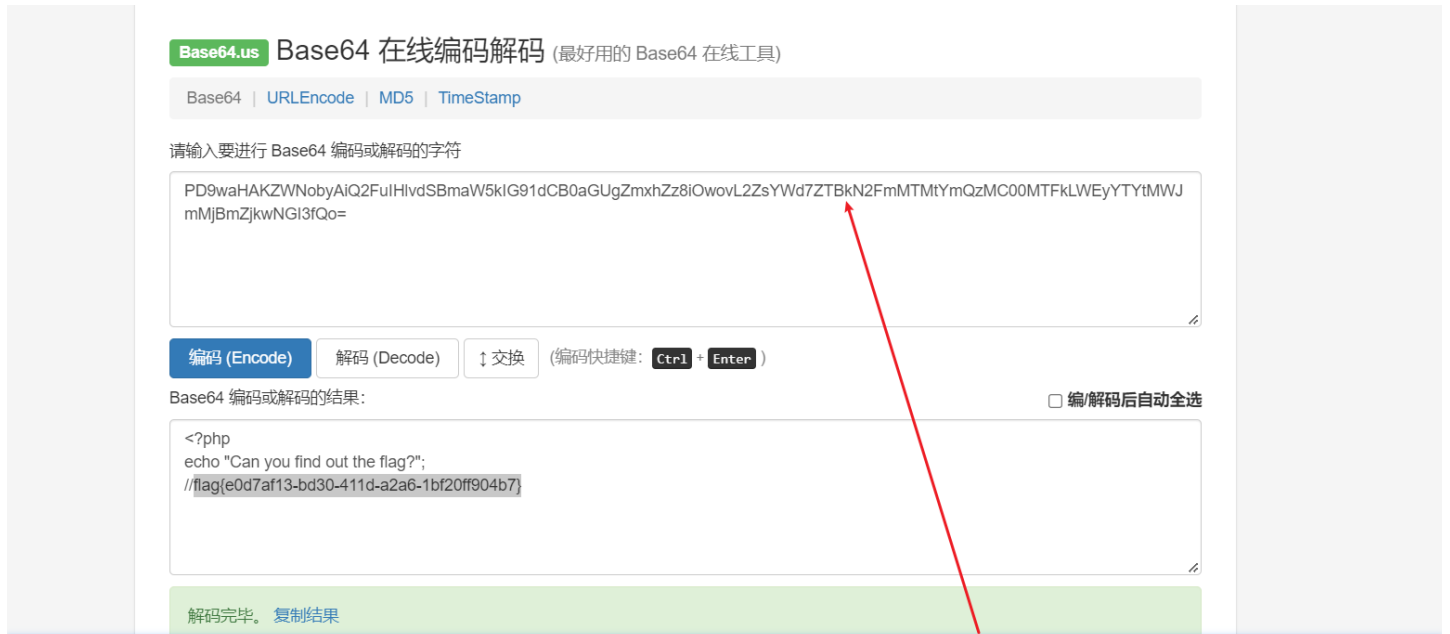 Base64.us Base64 在线编码解码 (最好用的 Base64 在线工具)
Base64 | URLEncode | MD5 | TimeStamp
请输入要进行 Base64 编码或解码的字符
PD9waHAKZWNobyAiQ2FuIHlvdSBmaW5kIG91dCB0aGUgZmxhZz8iOwovL2ZsYWd7ZTBkN2FmMTMtYmQzMC00MTFkLWEyYTYtMWJ
mMjBmZjkwNGI3fQo=
编码 (Encode) 解码 (Decode) ↕ 交换 (编码快捷键: Ctrl + Enter )
Base64 编码或解码的结果: 编/解码后自动全选
<?php
echo "Can you find out the flag?";
//flag{e0d7af13-bd30-411d-a2a6-1bf20ff904b7}
解码完毕。 复制结果